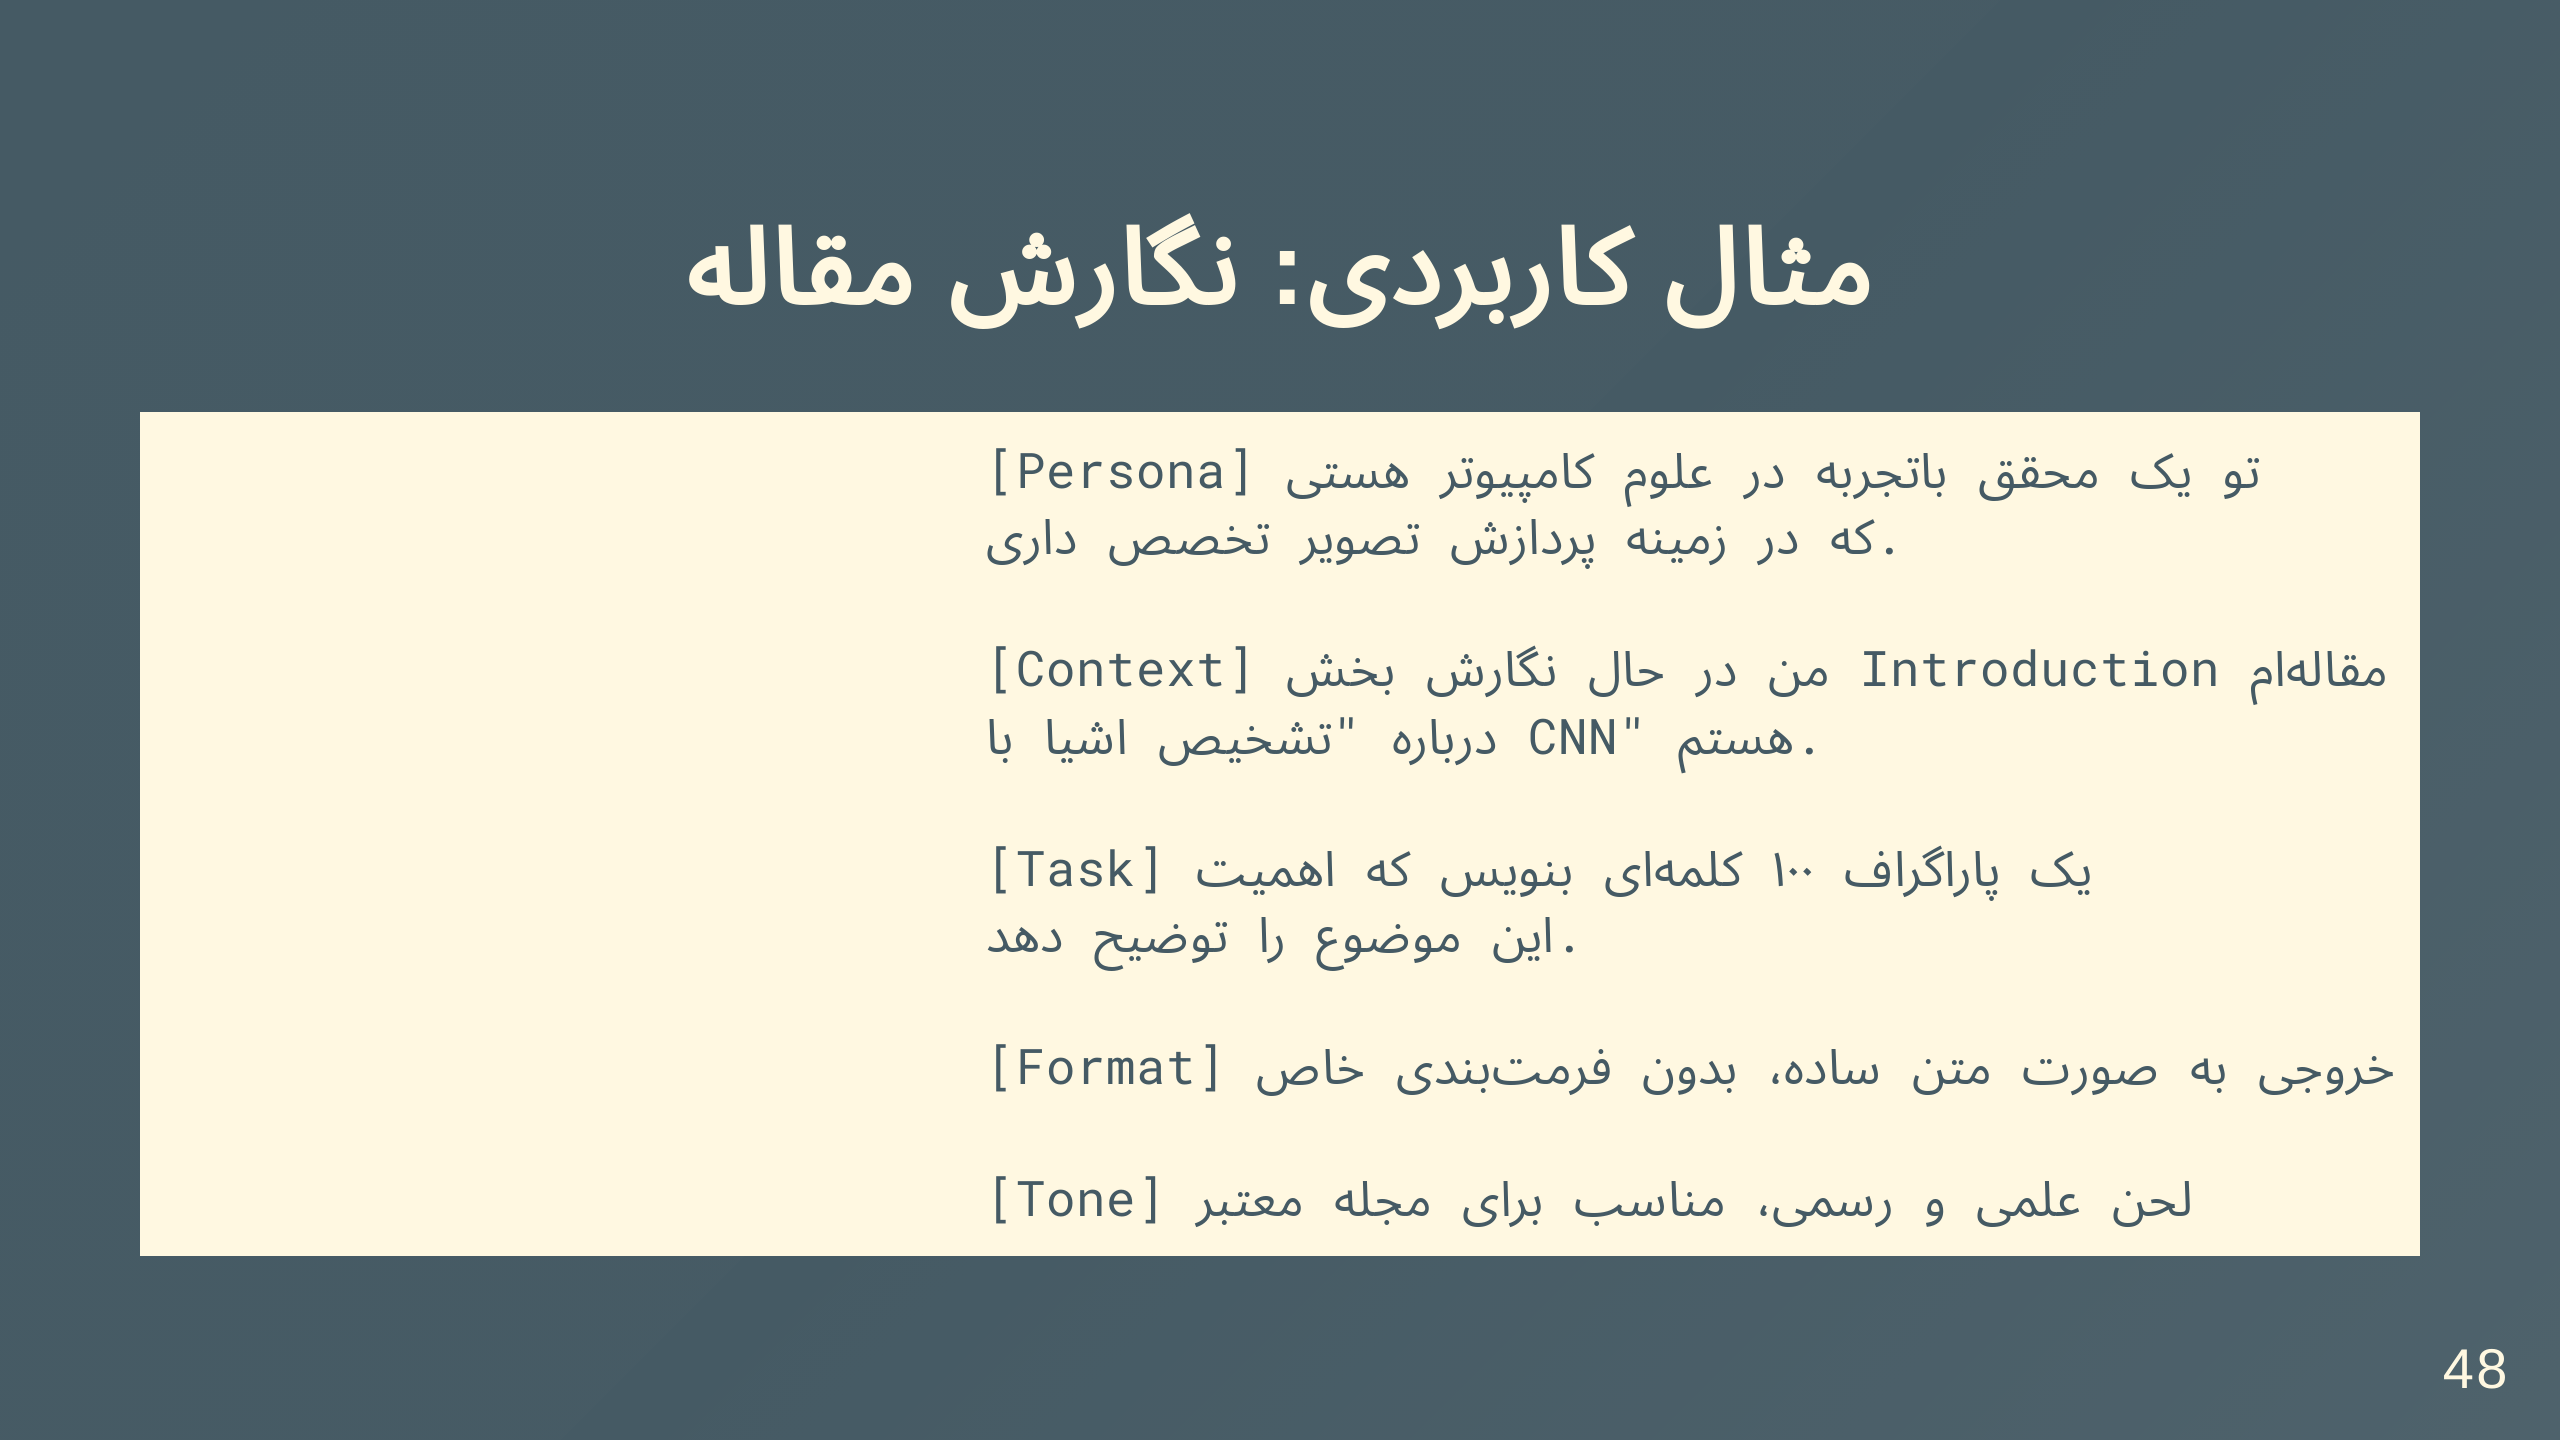 مثال کاربردی: نگارش مقاله
[Persona] تو یک محقق باتجربه در علوم کامپیوتر هستی
که در زمینه پردازش تصویر تخصص داری.
[Context] من در حال نگارش بخش Introduction مقاله‌ام
درباره "تشخیص اشیا با CNN" هستم.
[Task] یک پاراگراف ۱۰۰ کلمه‌ای بنویس که اهمیت
این موضوع را توضیح دهد.
[Format] خروجی به صورت متن ساده، بدون فرمت‌بندی خاص
[Tone] لحن علمی و رسمی، مناسب برای مجله معتبر
48